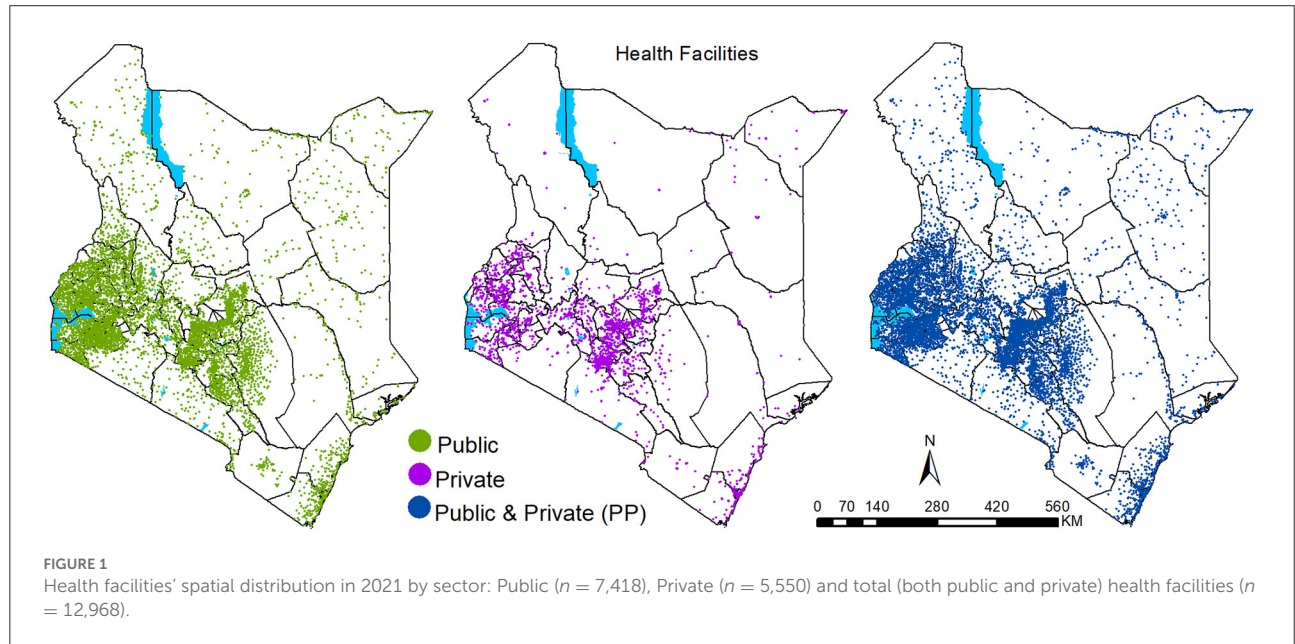 Health Facilities
Public
Private
Public & Private (PP)
N
0 70 140 280 420 560
KM
FIGURE 1
Health facilities‘ spatial distribution in 2021 by sector: Public (n = 7,418), Private (n = 5,550) and total (both public and private) health facilities (n
= 12,968).